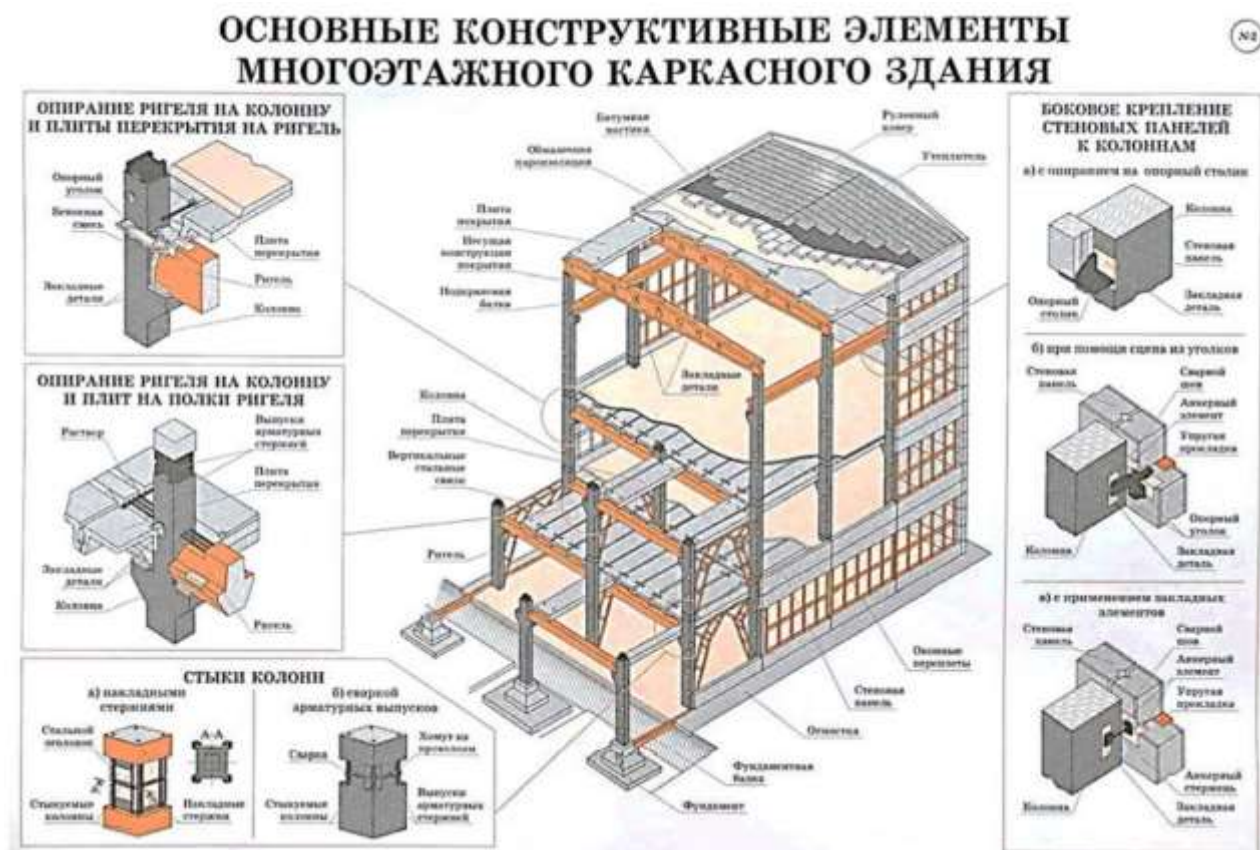 ОСНОВНЫЕ КОНСТРУКТИВНЫЕ ЭЛЕМЕНТЫ
МНОГОЭТАЖНОГО КАРКАСНОГО ЗДАНИЯ
№2
ОПИРАНИЕ РИГЕЛЯ НА КОЛОННУ
И ПЛИТЫ ПЕРЕКРЫТИЯ НА РИГЕЛЬ
Опорный
уголок
Бетонная
смесь
Закладные
детали
Плита
перекрытия
Ригель
Колонна
ОПИРАНИЕ РИГЕЛЯ НА КОЛОННУ
И ПЛИТ НА ПОЛКИ РИГЕЛЯ
Раствор
Выпуски
арматурных
стержней
Плита
перекрытия
Закладные
детали
Колонна
Ригель
СТЫКИ КОЛОНН
а) накладными
стержнями
Стальной
оголовок
А-А
Стыкуемые
колонны
Накладные
стержни
б) сваркой
арматурных выпусков
Сварка
Хомут из
проволоки
Стыкуемые
колонны
Выпуски
арматурных
стержней
Битумная
мастика
Обмазочная
пароизоляция
Рулонный
ковер
Утеплитель
Плита
покрытия
Несущая
конструкция
покрытия
Подкрановая
балка
Закладные
детали
Колонна
Плита
перекрытия
Вертикальные
стальные
связи
Ригель
Оконные
переплеты
Стеновая
панель
Отмостка
Фундаментная
балка
Фундамент
БОКОВОЕ КРЕПЛЕНИЕ
СТЕНОВЫХ ПАНЕЛЕЙ
К КОЛОННАМ
а) с опиранием на опорный столик
Колонна
Стеновая
панель
Закладная
деталь
Опорный
столик
б) при помощи сцепа из уголков
Стеновая
панель
Сварной
шов
Анкерный
элемент
Упругая
прокладка
Опорный
уголок
Колонна
Закладная
деталь
в) с применением закладных
элементов
Стеновая
панель
Сварной
шов
Анкерный
элемент
Упругая
прокладка
Анкерный
стержень
Колонна
Закладная
деталь